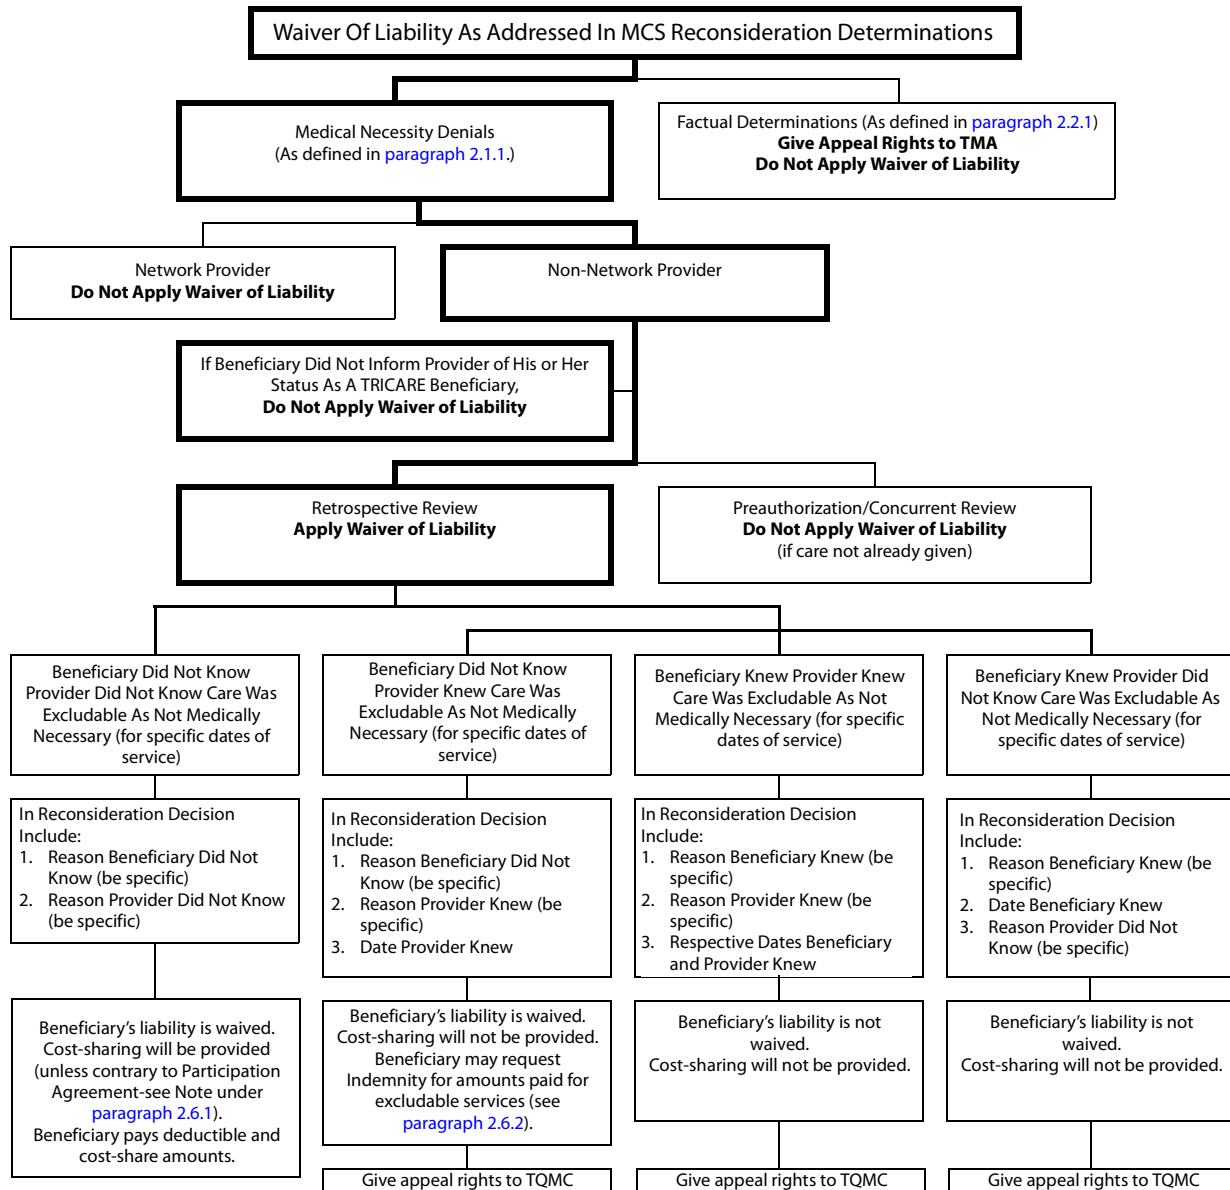 Waiver Of Liability As Addressed In MCS Reconsideration Determinations
Medical Necessity Denials
(As defined in paragraph 2.1.1.)
Factual Determinations (As defined in paragraph 2.2.1)
Give Appeal Rights to TMA
Do Not Apply Waiver of Liability
Network Provider
Do Not Apply Waiver of Liability
Non-Network Provider
If Beneficiary Did Not Inform Provider of His or Her
Status As A TRICARE Beneficiary,
Do Not Apply Waiver of Liability
Retrospective Review
Apply Waiver of Liability
Preauthorization/Concurrent Review
Do Not Apply Waiver of Liability
(if care not already given)
Beneficiary Did Not Know
Provider Did Not Know Care Was
Excludable As Not Medically
Necessary (for specific dates of
service)
Beneficiary Did Not Know
Provider Knew Care Was
Excludable As Not Medically
Necessary (for specific dates of
service)
Beneficiary Knew Provider Knew
Care Was Excludable As Not
Medically Necessary (for specific
dates of service)
Beneficiary Knew Provider Did
Not Know Care Was Excludable As
Not Medically Necessary (for
specific dates of service)
In Reconsideration Decision
Include:
1. Reason Beneficiary Did Not
Know (be specific)
2. Reason Provider Did Not Know
(be specific)
In Reconsideration Decision
Include:
1. Reason Beneficiary Did Not
Know (be specific)
2. Reason Provider Knew (be
specific)
3. Date Provider Knew
In Reconsideration Decision
Include:
1. Reason Beneficiary Knew (be
specific)
2. Reason Provider Knew (be
specific)
3. Respective Dates Beneficiary
and Provider Knew
In Reconsideration Decision
Include:
1. Reason Beneficiary Knew (be
specific)
2. Date Beneficiary Knew
3. Reason Provider Did Not
Know (be specific)
Beneficiary's liability is waived.
Cost-sharing will be provided
(unless contrary to Participation
Agreement-see Note under
paragraph 2.6.1).
Beneficiary pays deductible and
cost-share amounts.
Beneficiary's liability is waived.
Cost-sharing will not be provided.
Beneficiary may request
Indemnity for amounts paid for
excludable services (see
paragraph 2.6.2).
Beneficiary's liability is not
waived.
Cost-sharing will not be provided.
Beneficiary's liability is not
waived.
Cost-sharing will not be provided.
Give appeal rights to TQMC
Give appeal rights to TQMC
Give appeal rights to TQMC